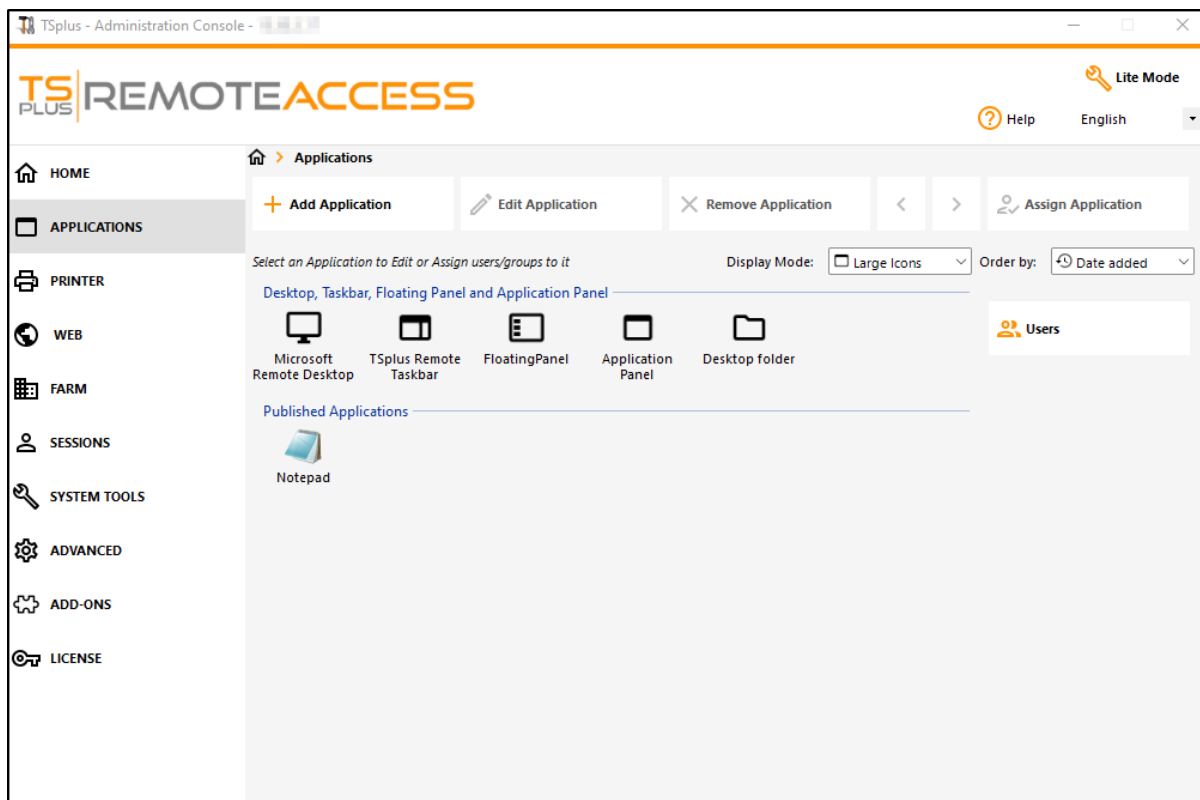 TSplus - Administration Console -
TS PLUS REMOTEACCESS
Lite Mode
Help
English
HOME
APPLICATIONS
PRINTER
WEB
FARM
SESSIONS
SYSTEM TOOLS
ADVANCED
ADD-ONS
LICENSE
Applications
Add Application
Edit Application
Remove Application
Assign Application
Select an Application to Edit or Assign users/groups to it
Display Mode:
Large Icons
Order by:
Date added
Desktop, Taskbar, Floating Panel and Application Panel
Microsoft
Remote Desktop
TSplus Remote
Taskbar
FloatingPanel
Application
Panel
Desktop folder
Users
Published Applications
Notepad